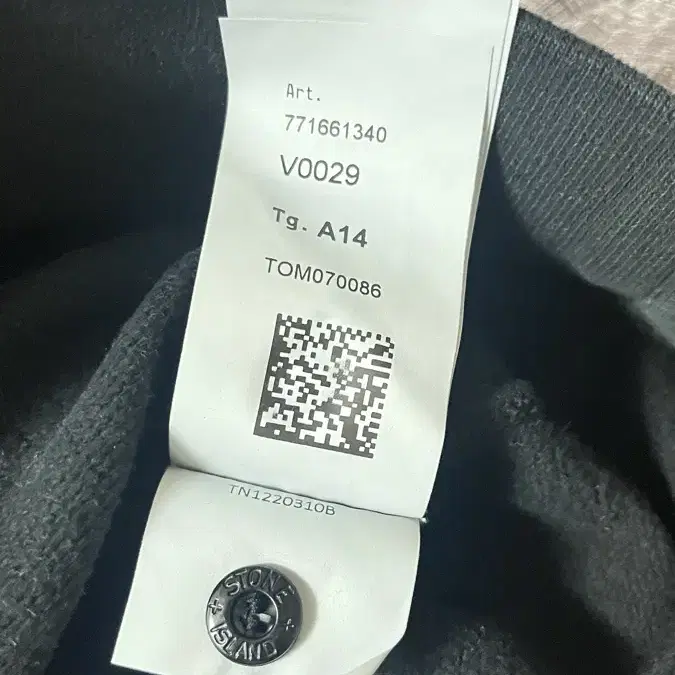 Art.
771661340
V0029
Tg. A14
TOM070086
TN1220310B
STONE
ISLAND